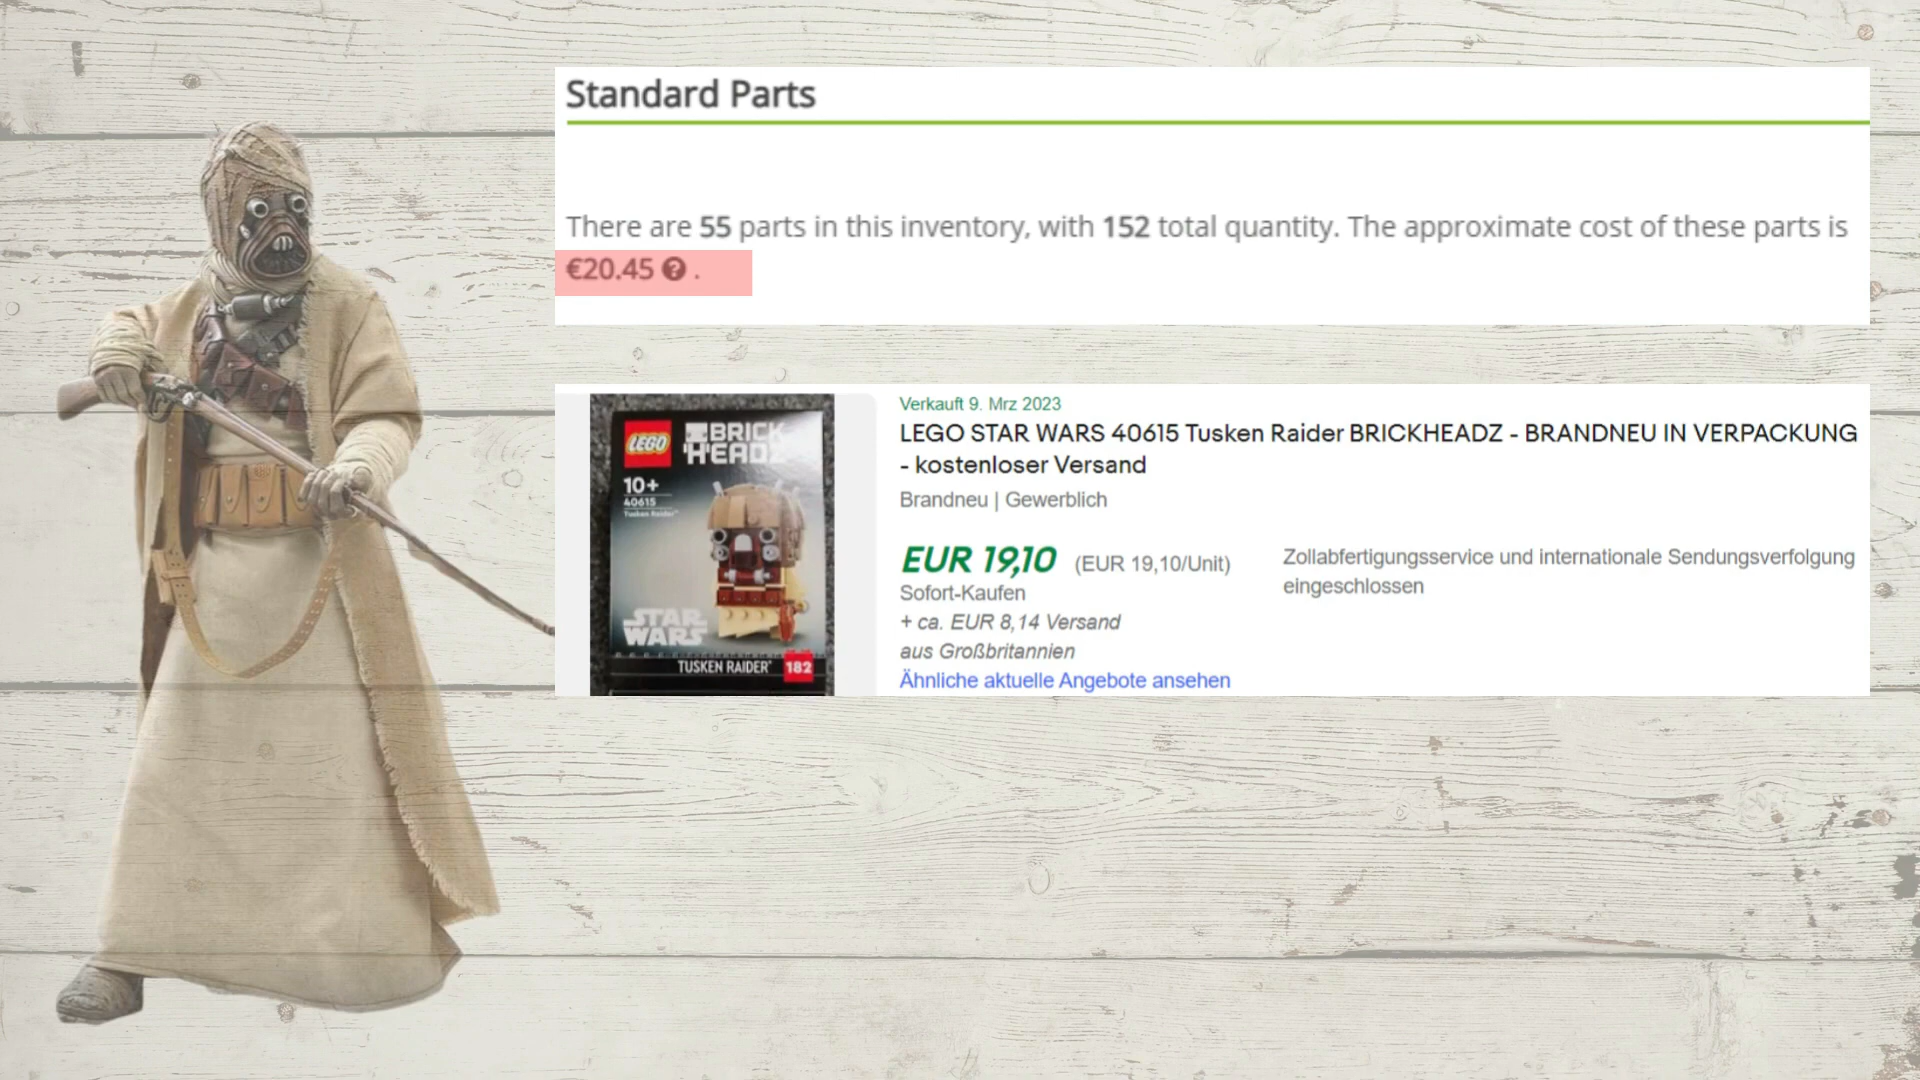 Standard Parts
There are 55 parts in this inventory, with 152 total quantity. The approximate cost of these parts is
€20.45 ? .
LEGO
BRICK
HEADZ
10+
40615
Tusken Raider™
STAR
WARS
TUSKEN RAIDER™ 182
Verkauft 9. Mrz 2023
LEGO STAR WARS 40615 Tusken Raider BRICKHEADZ - BRANDNEU IN VERPACKUNG
- kostenloser Versand
Brandneu | Gewerblich
EUR 19,10 (EUR 19,10/Unit)
Sofort-Kaufen
+ ca. EUR 8,14 Versand
aus Großbritannien
Ähnliche aktuelle Angebote ansehen
Zollabfertigungsservice und internationale Sendungsverfolgung
eingeschlossen